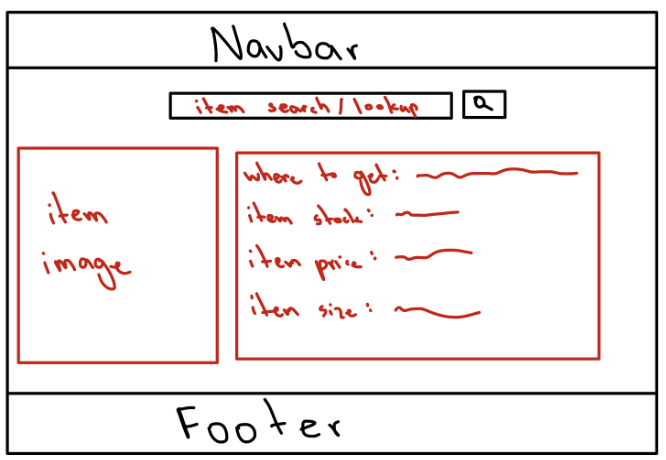 Navbar
item search/lookup
item
image
where to get:
item stock:
item price:
item size:
Footer